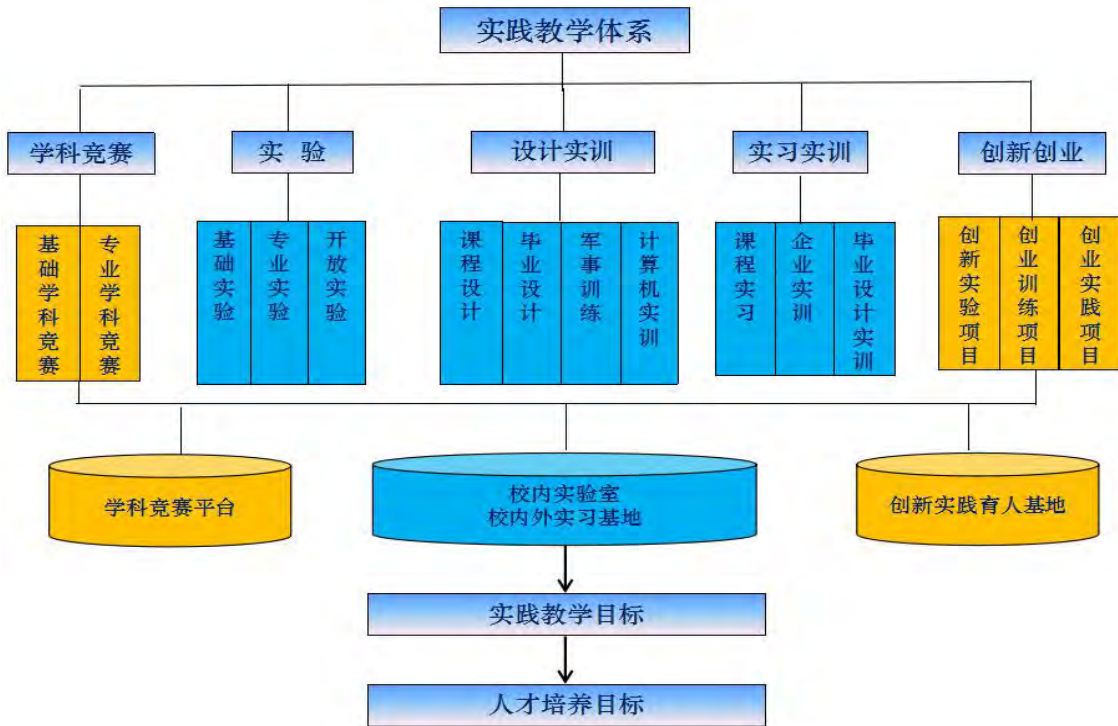 实践教学体系
学科竞赛
实 验
设计实训
实习实训
创新创业
基础学科竞赛
专业学科竞赛
基础实验
专业实验
开放实验
课程设计
毕业设计
军事训练
计算机实训
课程实习
企业实训
毕业设计实训
创新实验项目
创业训练项目
创业实践项目
学科竞赛平台
校内实验室
校内外实习基地
创新实践育人基地
实践教学目标
人才培养目标